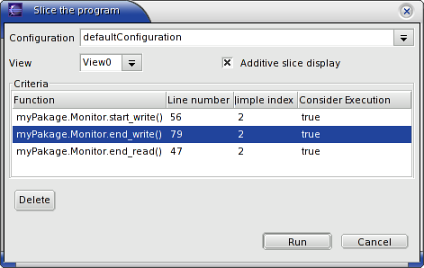 Slice the program
Configuration defaultConfiguration
View View0 Additive slice display
Criteria
Function Line number Jimple index Consider Execution
myPakage.Monitor.start_write() 56 2 true
myPakage.Monitor.end_write() 79 2 true
myPakage.Monitor.end_read() 47 2 true
Delete
Run Cancel